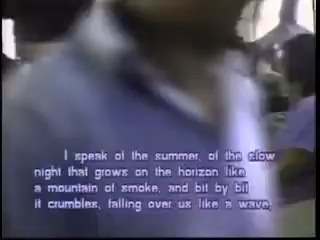 I speak of the summer, of the slow
night that grows on the horizon like
a mountain of smoke, and bit by bit
it crumbles, falling over us like a wave,